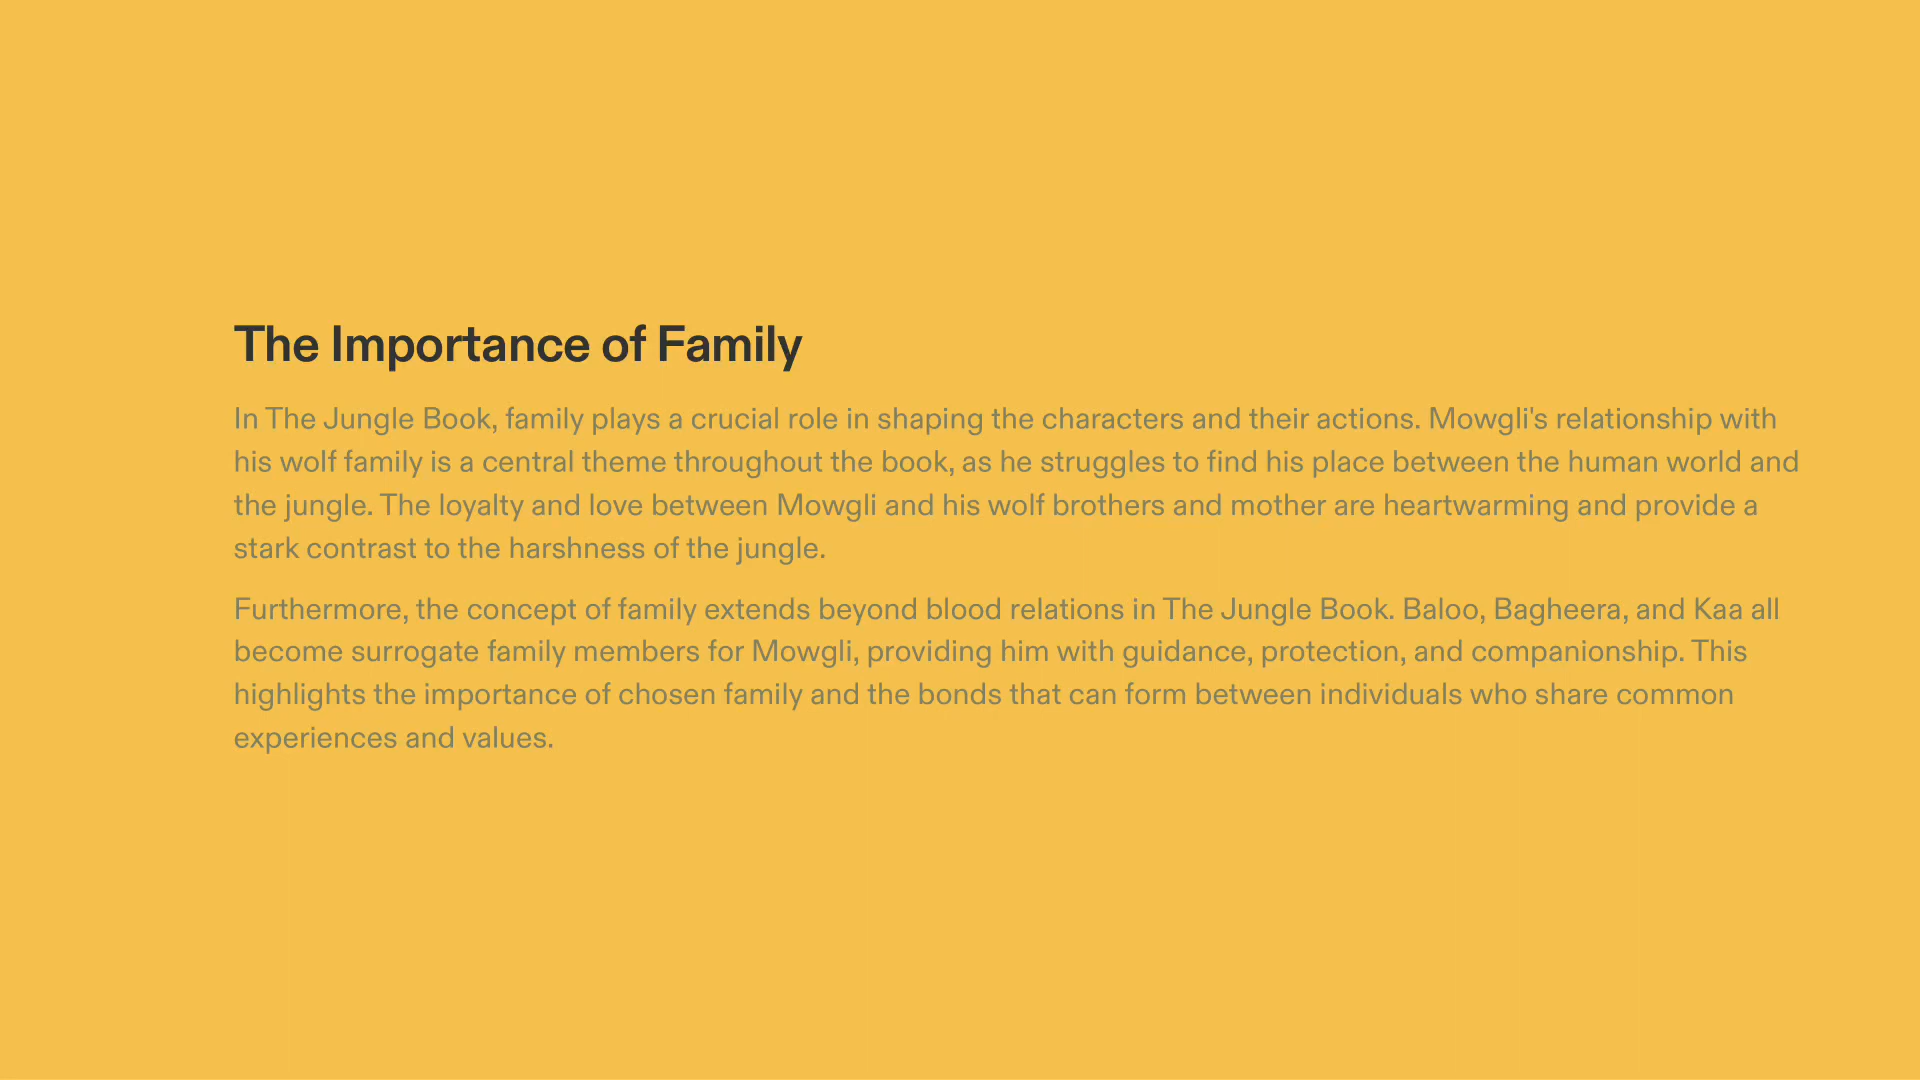 The Importance of Family
In The Jungle Book, family plays a crucial role in shaping the characters and their actions. Mowgli's relationship with
his wolf family is a central theme throughout the book, as he struggles to find his place between the human world and
the jungle. The loyalty and love between Mowgli and his wolf brothers and mother are heartwarming and provide a
stark contrast to the harshness of the jungle.
Furthermore, the concept of family extends beyond blood relations in The Jungle Book. Baloo, Bagheera, and Kaa all
become surrogate family members for Mowgli, providing him with guidance, protection, and companionship. This
highlights the importance of chosen family and the bonds that can form between individuals who share common
experiences and values.